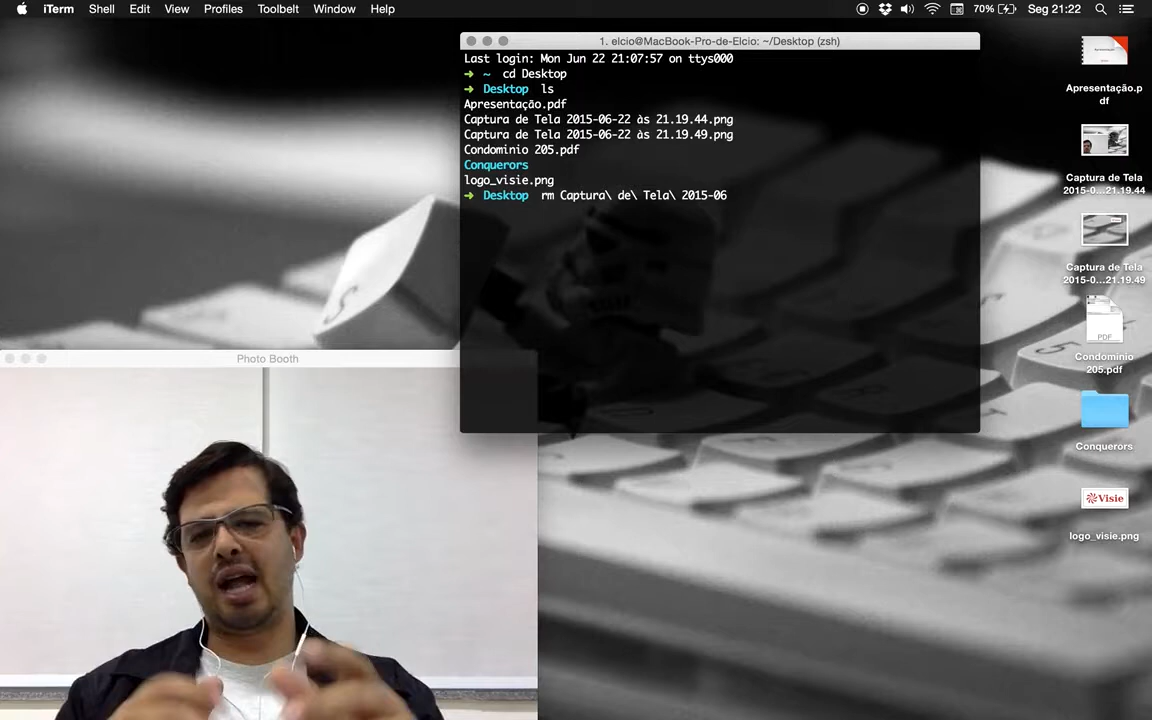 iTerm Shell Edit View Profiles Toolbelt Window Help 70% Seg 21:22
1. elcio@MacBook-Pro-de-Elcio: ~/Desktop (zsh)
Last login: Mon Jun 22 21:07:57 on ttys000
➜ ~ cd Desktop
➜ Desktop ls
Apresentação.pdf
Captura de Tela 2015-06-22 às 21.19.44.png
Captura de Tela 2015-06-22 às 21.19.49.png
Condominio 205.pdf
Conquerors
logo_visie.png
➜ Desktop rm Captura\ de\ Tela\ 2015-06
Photo Booth
Apresentação.p
df
Captura de Tela
2015-0...21.19.44
Captura de Tela
2015-0...21.19.49
PDF
Condominio
205.pdf
Conquerors
Visie
logo_visie.png